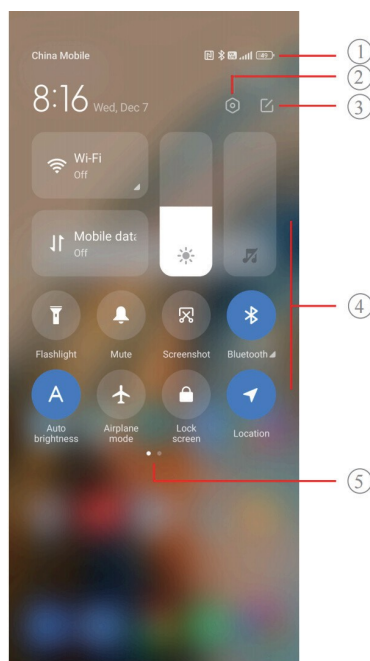 China Mobile
①
②
8:16 Wed, Dec 7
③
Wi-Fi
Off
Mobile data
Off
④
Flashlight Mute Screenshot Bluetooth
A
Auto brightness Airplane mode Lock screen Location
⑤